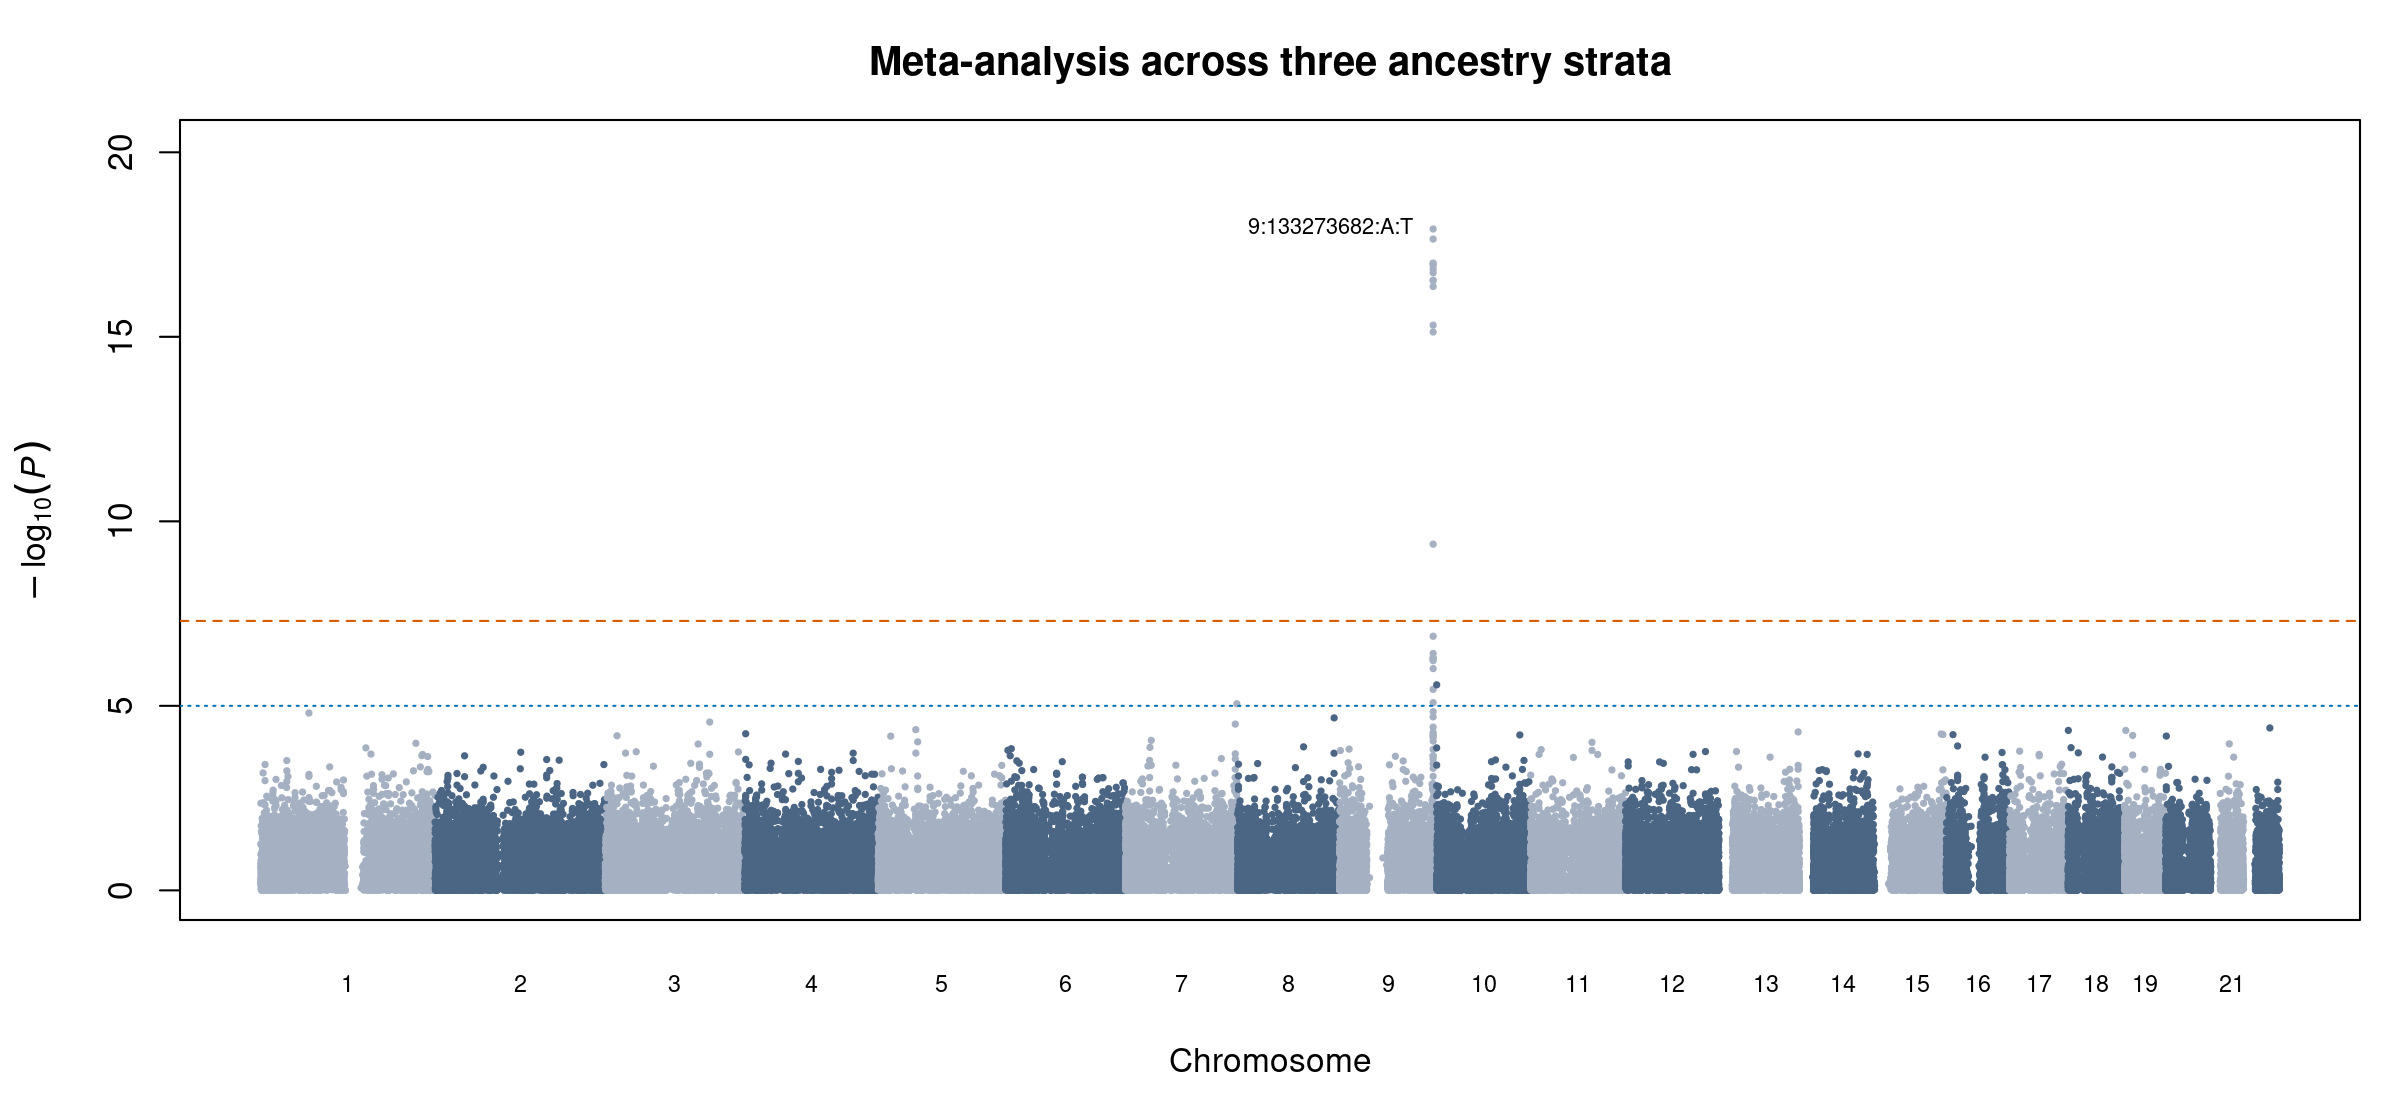 Meta-analysis across three ancestry strata
20
15
10
5
0
−log₁₀(P)
9:133273682:A:T
1 2 3 4 5 6 7 8 9 10 11 12 13 14 15 16 17 18 19 21
Chromosome